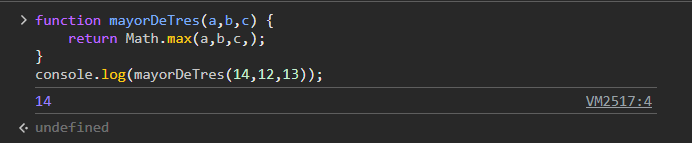 function mayorDeTres(a,b,c) {
    return Math.max(a,b,c,);
}
console.log(mayorDeTres(14,12,13));
14 VM2517:4
undefined